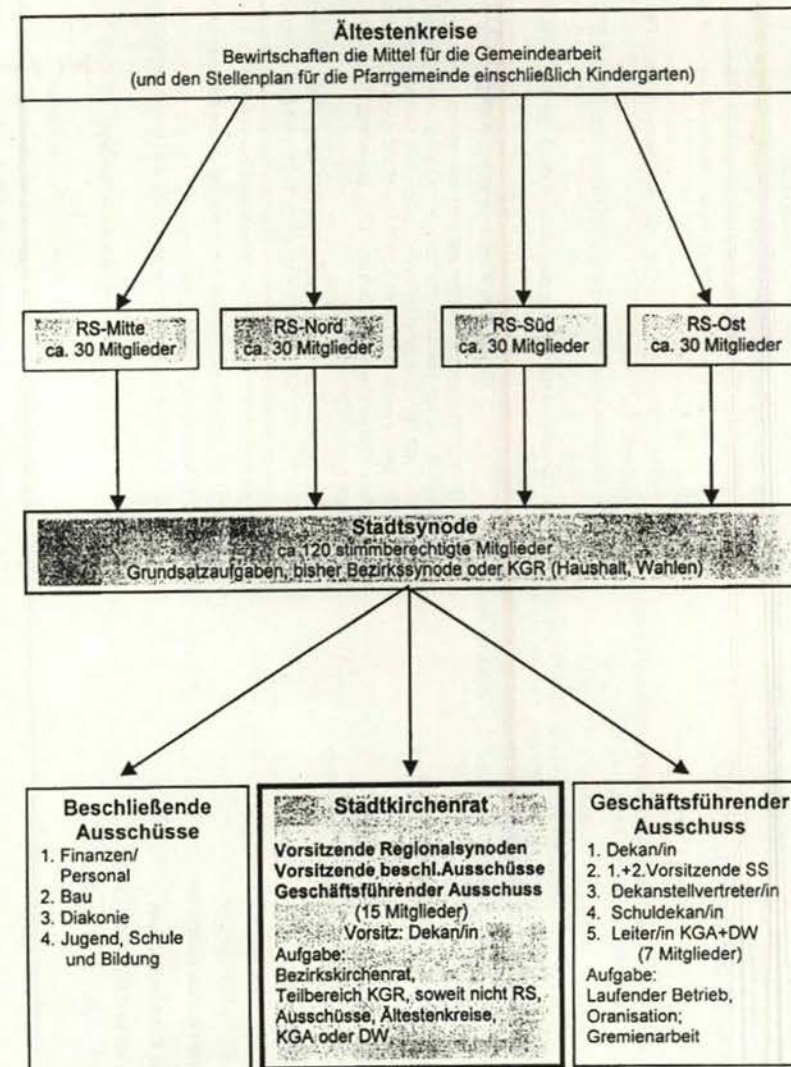 Ältestenkreise
Bewirtschaften die Mittel für die Gemeindearbeit
(und den Stellenplan für die Pfarrgemeinde einschließlich Kindergarten)
RS-Mitte
ca. 30 Mitglieder
RS-Nord
ca. 30 Mitglieder
RS-Süd
ca. 30 Mitglieder
RS-Ost
ca. 30 Mitglieder
Stadtsynode
ca 120 stimmberechtigte Mitglieder
Grundsatzaufgaben, bisher Bezirkssynode oder KGR (Haushalt, Wahlen)
Beschließende
Ausschüsse
1. Finanzen/
Personal
2. Bau
3. Diakonie
4. Jugend, Schule
und Bildung
Stadtkirchenrat
Vorsitzende Regionalsynoden
Vorsitzende beschl.Ausschüsse
Geschäftsführender Ausschuss
(15 Mitglieder)
Vorsitz: Dekan/in
Aufgabe:
Bezirkskirchenrat,
Teilbereich KGR, soweit nicht RS,
Ausschüsse, Ältestenkreise,
KGA oder DW
Geschäftsführender
Ausschuss
1. Dekan/in
2. 1.+2.Vorsitzende SS
3. Dekanstellvertreter/in
4. Schuldekan/in
5. Leiter/in KGA+DW
(7 Mitglieder)
Aufgabe:
Laufender Betrieb,
Oranisation;
Gremienarbeit